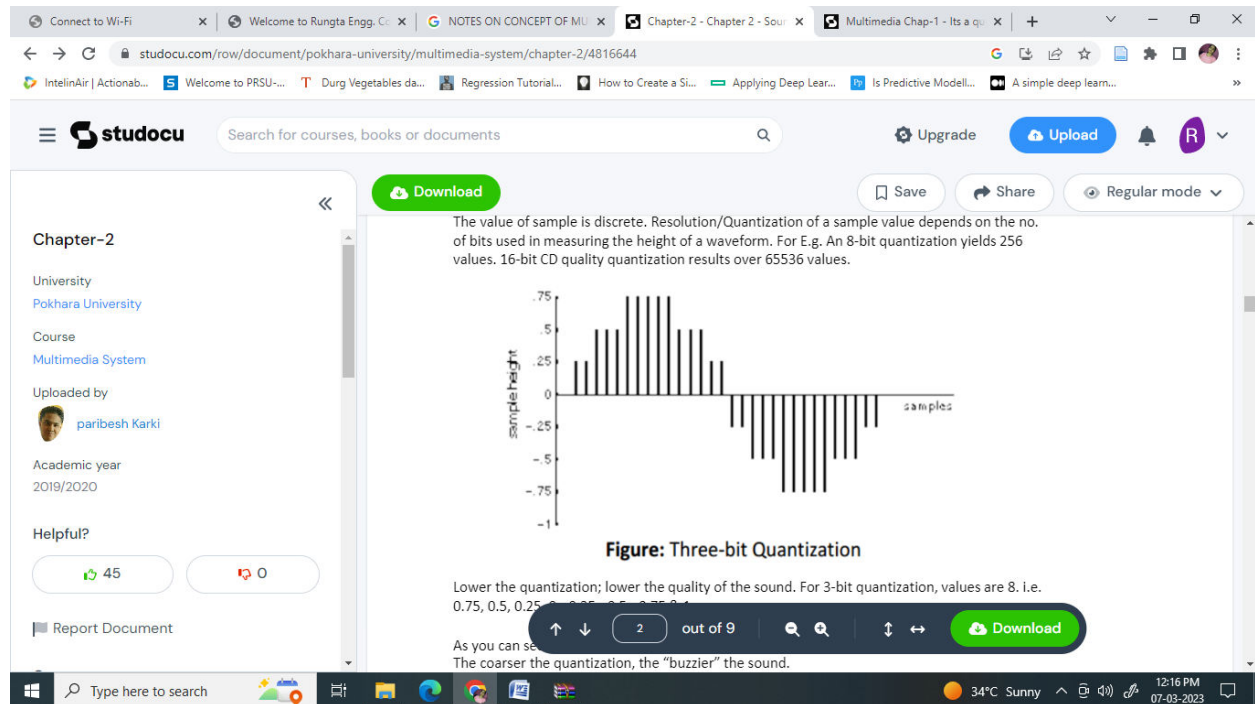 Connect to Wi-Fi
Welcome to Rungta Engg. Co
NOTES ON CONCEPT OF MU
Chapter-2 - Chapter 2 - Sour
Multimedia Chap-1 - Its a qu
studocu.com/row/document/pokhara-university/multimedia-system/chapter-2/4816644
IntelinAir | Actionab...
Welcome to PRSU-...
Durg Vegetables da...
Regression Tutorial...
How to Create a Si...
Applying Deep Lear...
Is Predictive Modell...
A simple deep learn...
studocu
Search for courses, books or documents
Upgrade
Upload
R
Download
Save
Share
Regular mode
Chapter-2
University
Pokhara University
Course
Multimedia System
Uploaded by
paribesh Karki
Academic year
2019/2020
Helpful?
45
0
Report Document
The value of sample is discrete. Resolution/Quantization of a sample value depends on the no.
of bits used in measuring the height of a waveform. For E.g. An 8-bit quantization yields 256
values. 16-bit CD quality quantization results over 65536 values.
.75
.5
.25
0
-.25
-.5
-.75
-1
sample height
samples
Figure: Three-bit Quantization
Lower the quantization; lower the quality of the sound. For 3-bit quantization, values are 8. i.e.
0.75, 0.5, 0.25
As you can se
The coarser the quantization, the “buzzier” the sound.
2 out of 9
Download
Type here to search
34°C Sunny
12:16 PM
07-03-2023